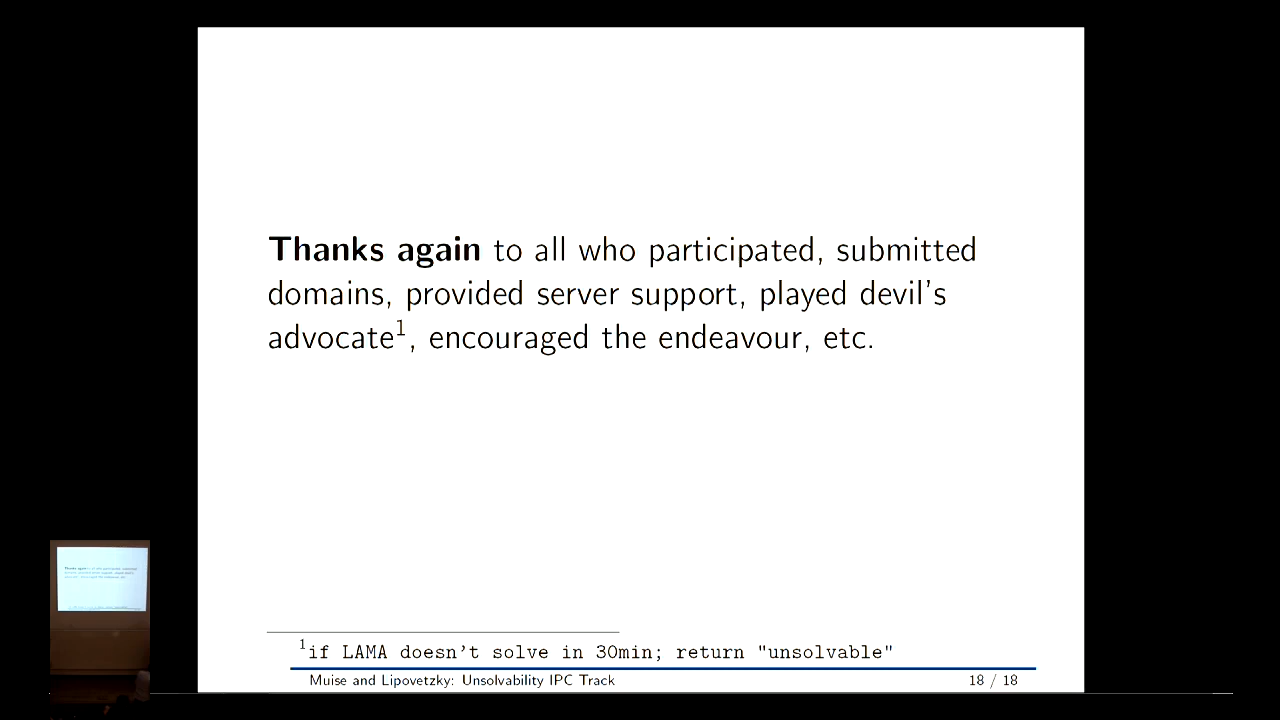 Thanks again to all who participated, submitted
domains, provided server support, played devil's
advocate¹, encouraged the endeavour, etc.
¹if LAMA doesn't solve in 30min; return "unsolvable"
Muise and Lipovetzky: Unsolvability IPC Track 18 / 18